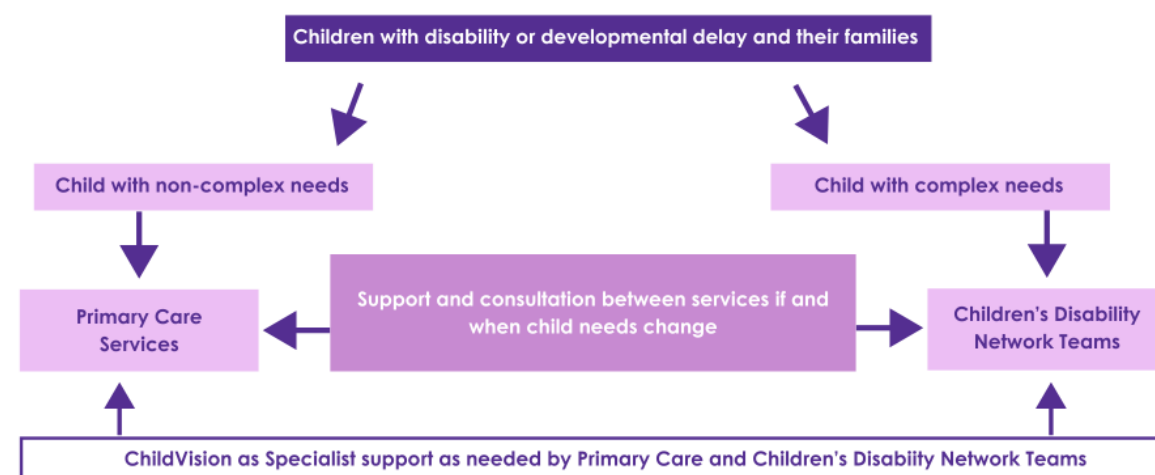 Children with disability or developmental delay and their families
Child with non-complex needs
Child with complex needs
Support and consultation between services if and
when child needs change
Primary Care
Services
Children's Disability
Network Teams
ChildVision as Specialist support as needed by Primary Care and Children's Disabiity Network Teams